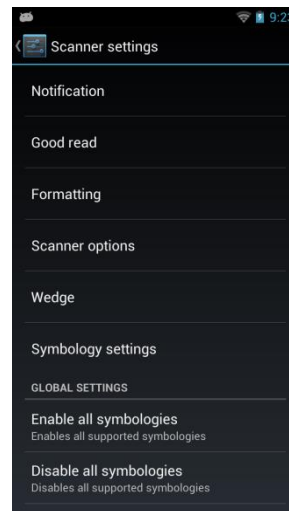 9:23
Scanner settings
Notification
Good read
Formatting
Scanner options
Wedge
Symbology settings
GLOBAL SETTINGS
Enable all symbologies
Enables all supported symbologies
Disable all symbologies
Disables all supported symbologies